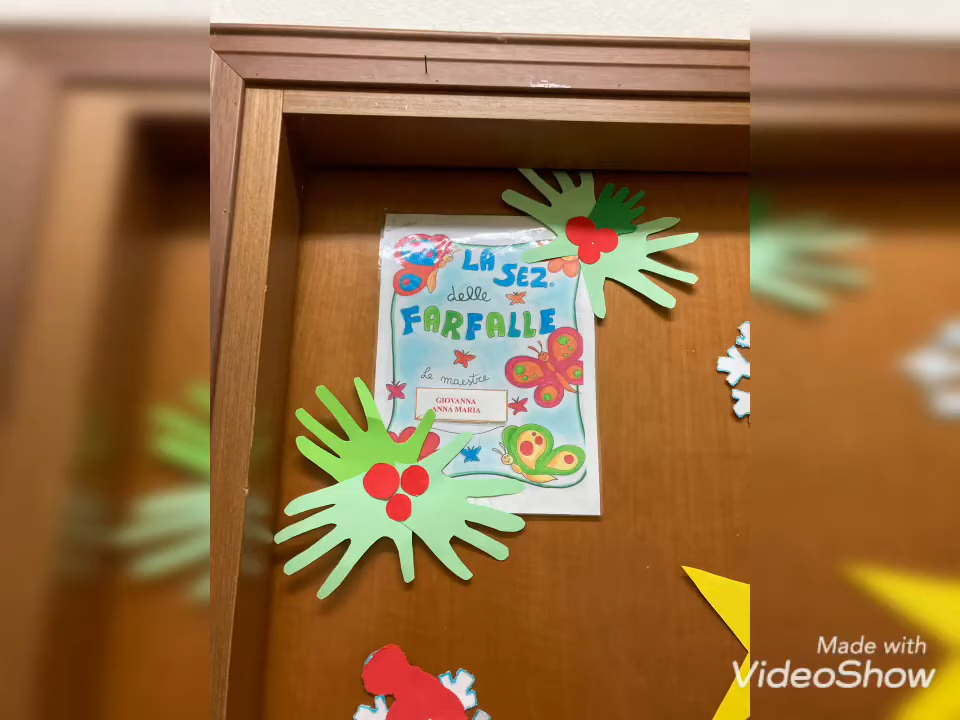 LA
SEZ.
delle
FARFALLE
Le maestre
GIOVANNA
ANNA MARIA
Made with
VideoShow